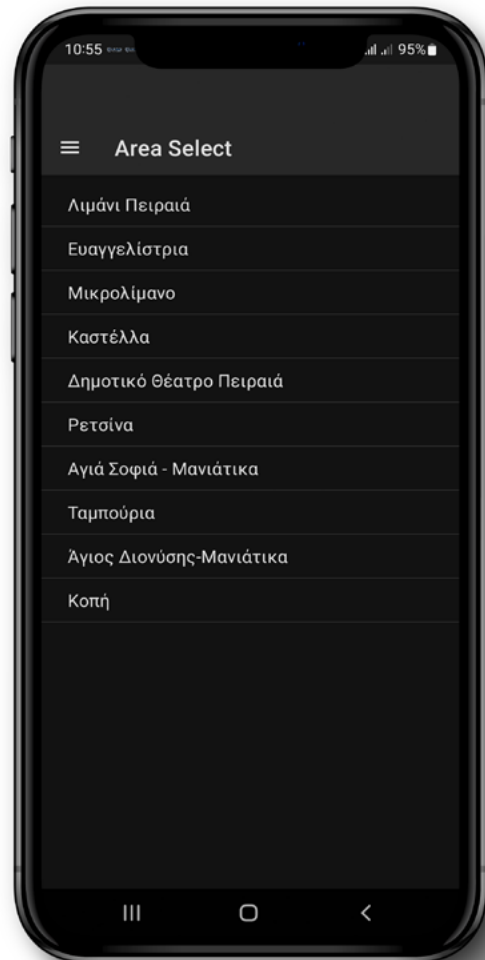 10:55
95%
Area Select
Λιμάνι Πειραιά
Ευαγγελίστρια
Μικρολίμανο
Καστέλλα
Δημοτικό Θέατρο Πειραιά
Ρετσίνα
Αγιά Σοφιά - Μανιάτικα
Ταμπούρια
Άγιος Διονύσης-Μανιάτικα
Κοπή